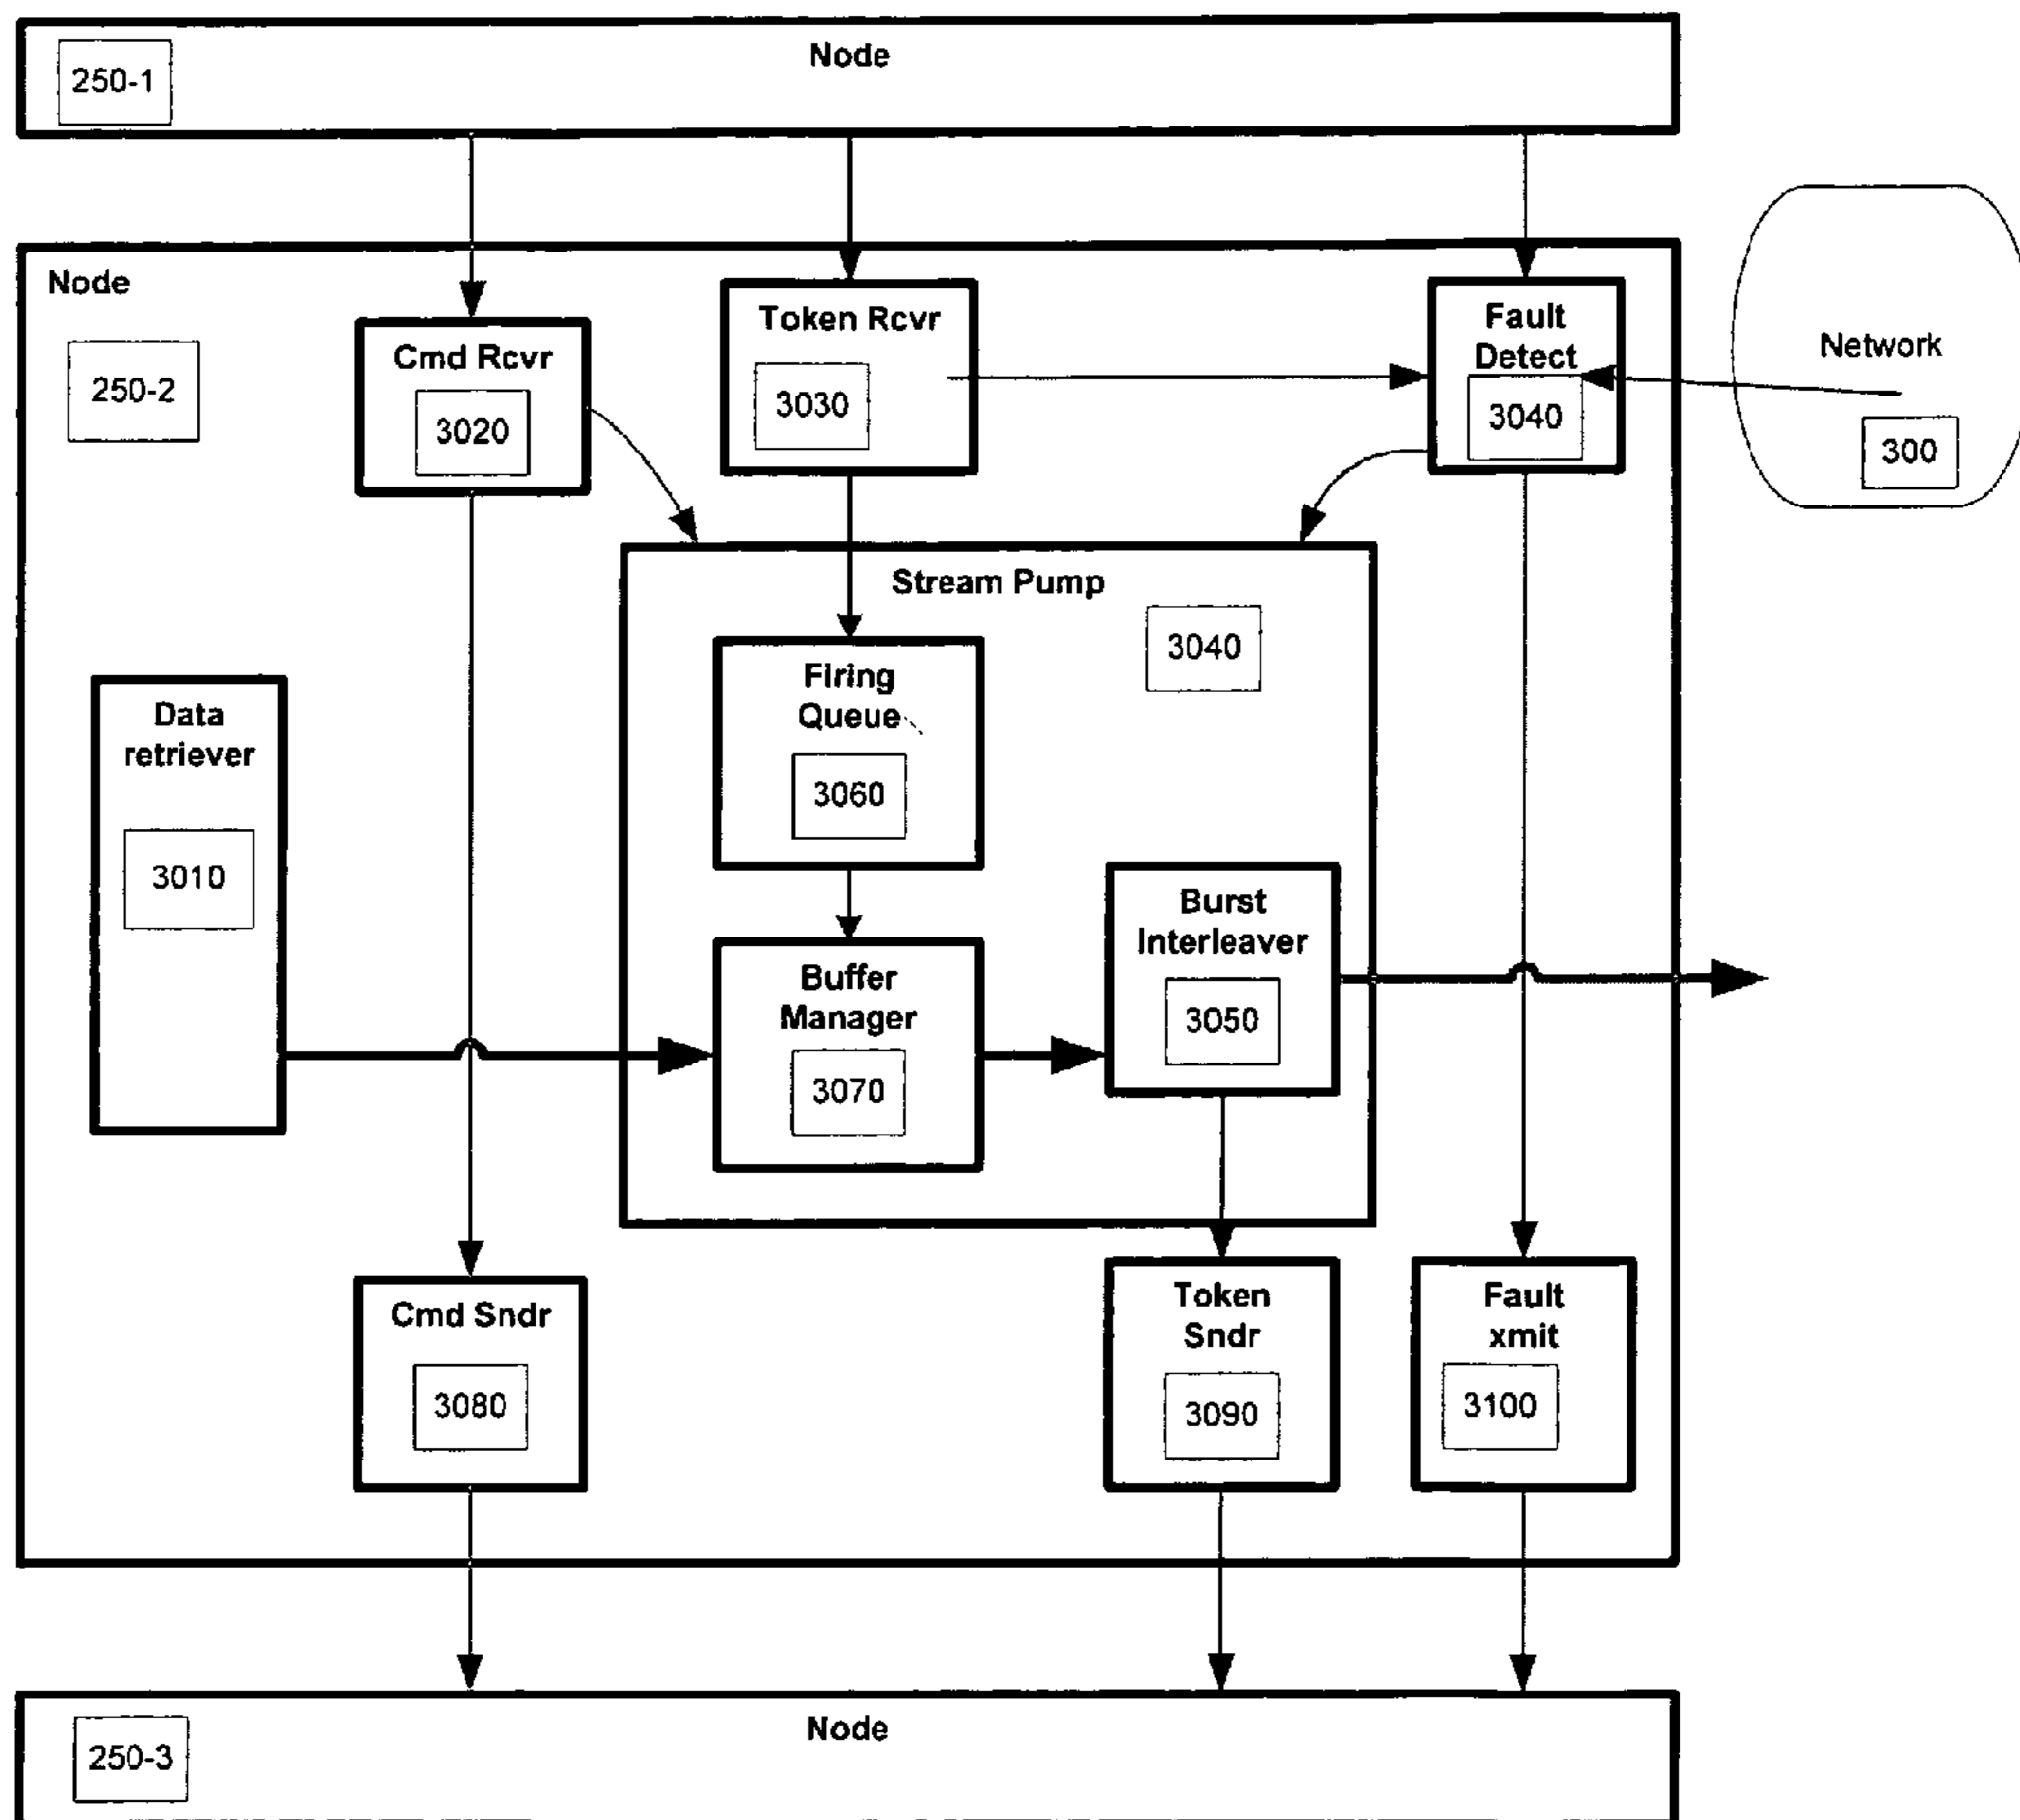 Node
250-1
Node
250-2
Cmd Rcvr
3020
Token Rcvr
3030
Fault
Detect
3040
Network
300
Stream Pump
3040
Firing
Queue
3060
Data
retriever
3010
Buffer
Manager
3070
Burst
Interleaver
3050
Cmd Sndr
3080
Token
Sndr
3090
Fault
xmit
3100
Node
250-3